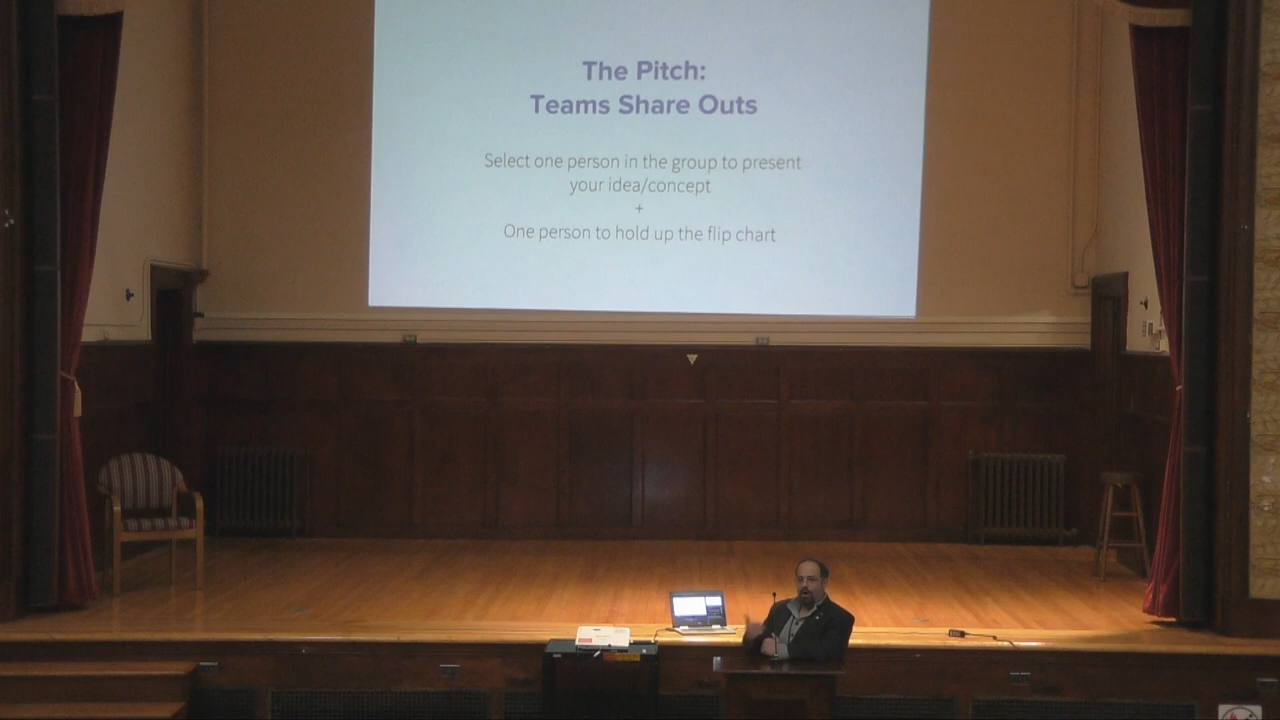 The Pitch:
Teams Share Outs
Select one person in the group to present
your idea/concept
+
One person to hold up the flip chart